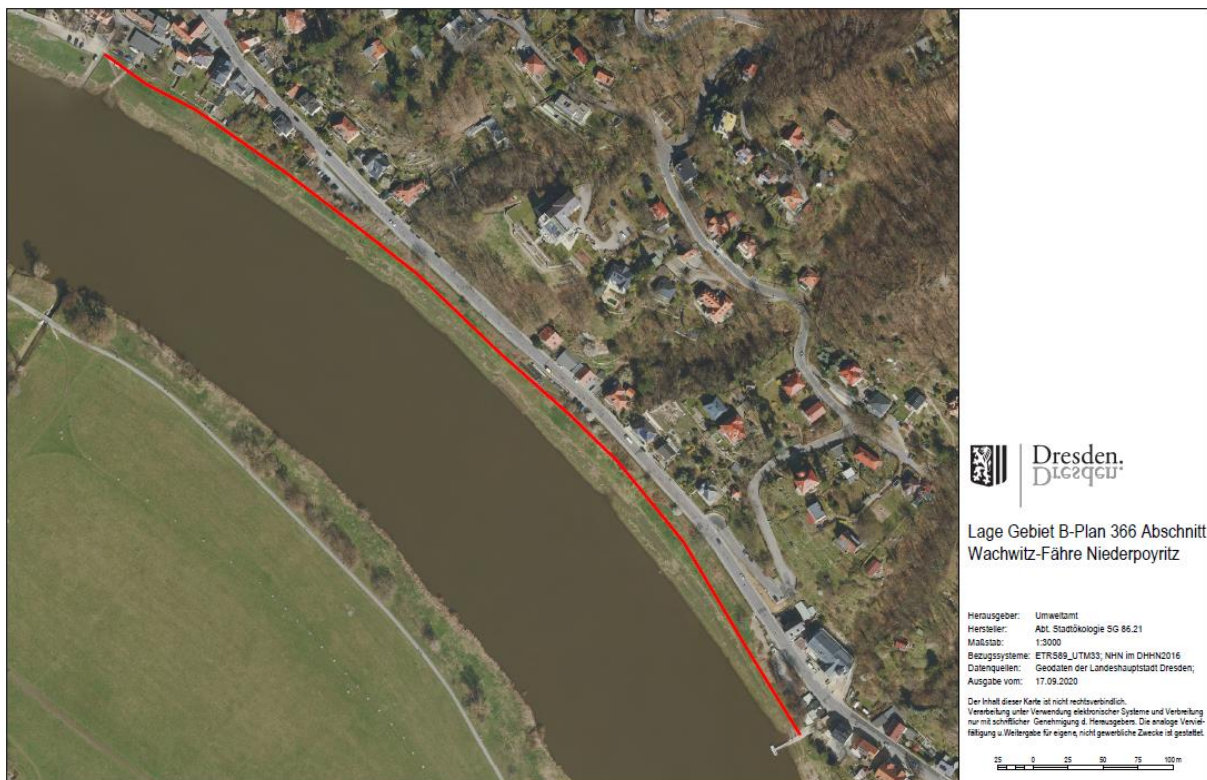 Dresden.
Dresden.
Lage Gebiet B-Plan 366 Abschnitt
Wachwitz-Fähre Niederpoyritz
Herausgeber: Umweltamt
Hersteller: Abt. Stadtökologie SG 86.21
Maßstab: 1:3000
Bezugssysteme: ETRS89_UTM33; NHN im DHHN2016
Datenquellen: Geodaten der Landeshauptstadt Dresden;
Ausgabe vom: 17.09.2020
Der Inhalt dieser Karte ist nicht rechtsverbindlich.
Verarbeitung unter Verwendung elektronischer Systeme und Verbreitung
nur mit schriftlicher Genehmigung d. Herausgebers. Die analoge Verviel-
fältigung u.Weitergabe für eigene, nicht gewerbliche Zwecke ist gestattet.
25 0 25 50 75 100 m